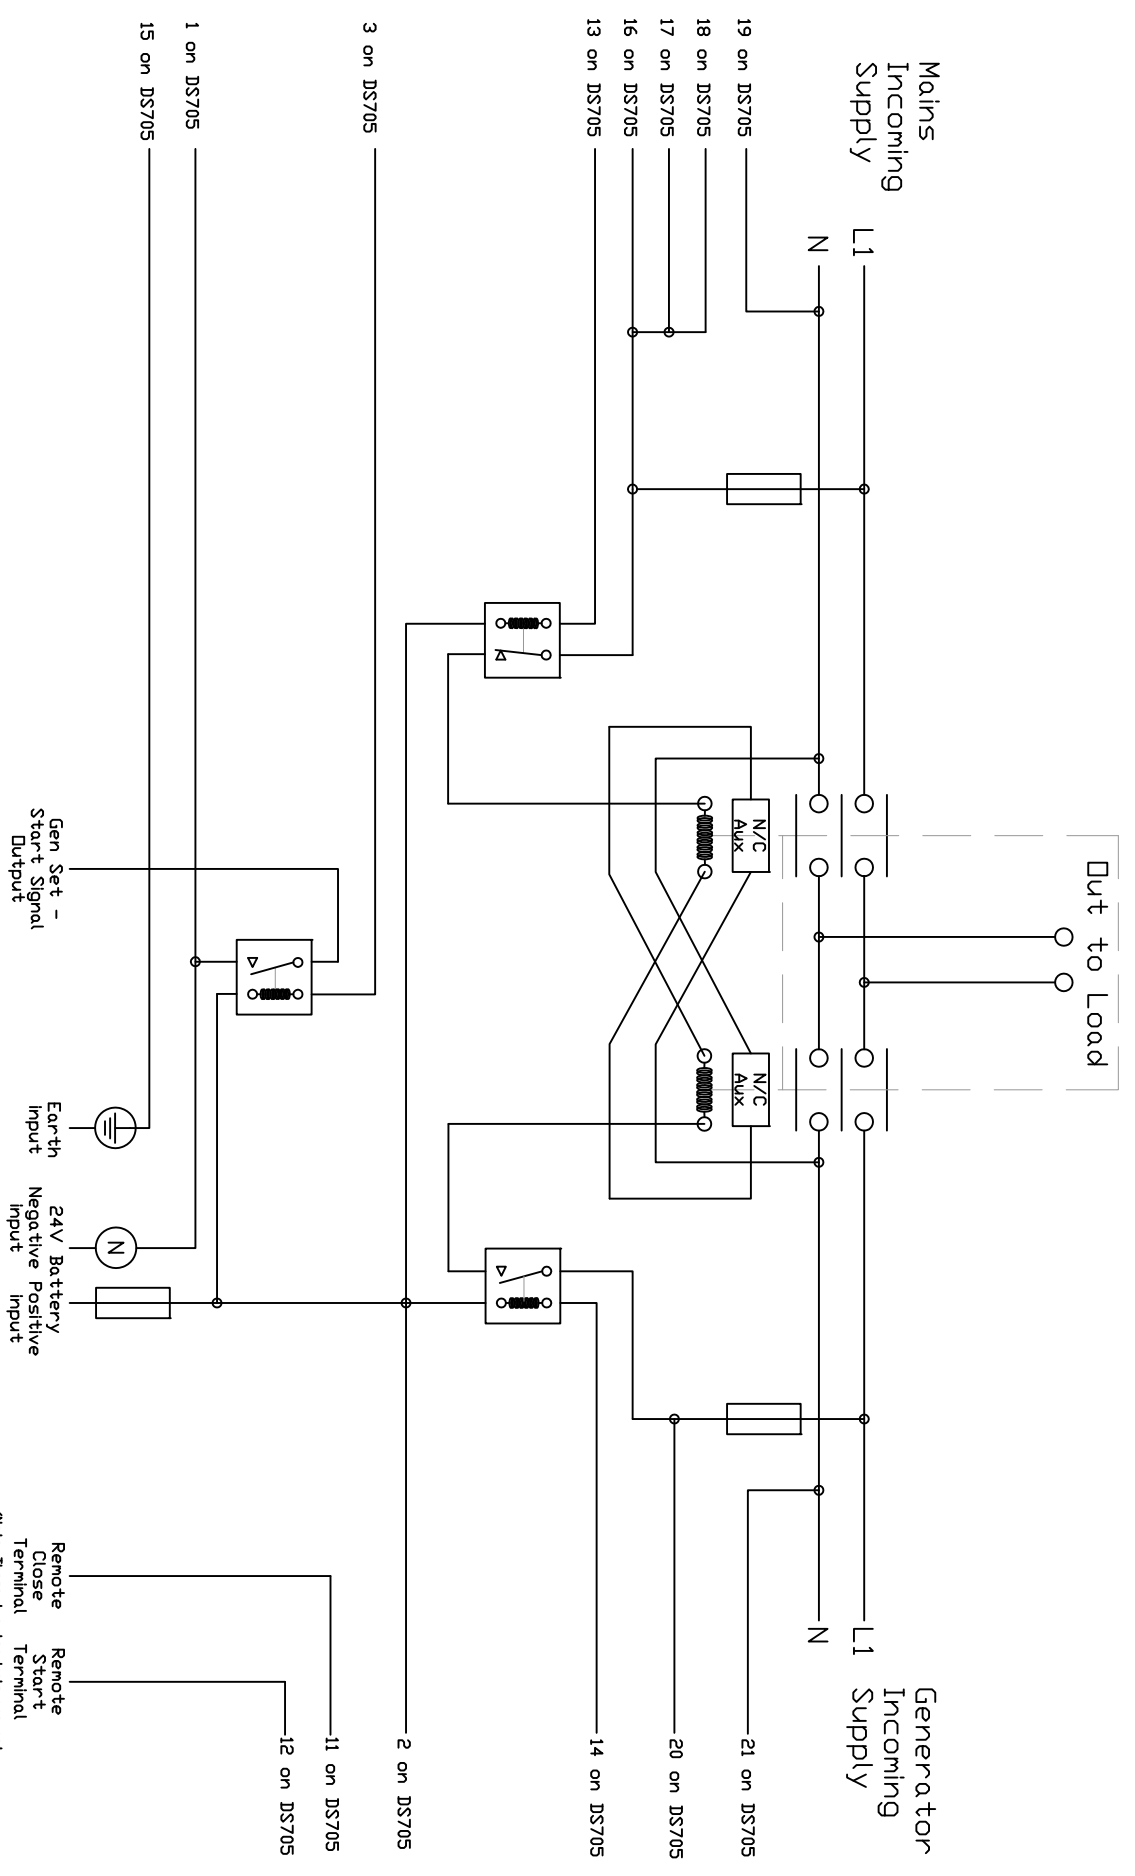 Mains
Incoming
Supply
L1
N
19 on DS705
18 on DS705
17 on DS705
16 on DS705
13 on DS705
3 on DS705
1 on DS705
15 on DS705
Out to Load
N/C
Aux
N/C
Aux
Generator
Incoming
Supply
L1
N
21 on DS705
20 on DS705
14 on DS705
2 on DS705
11 on DS705
12 on DS705
Gen Set -
Start Signal
Output
Earth
input
N
24V Battery
Negative Positive
input input
Remote
Close
Terminal
Remote
Start
Terminal